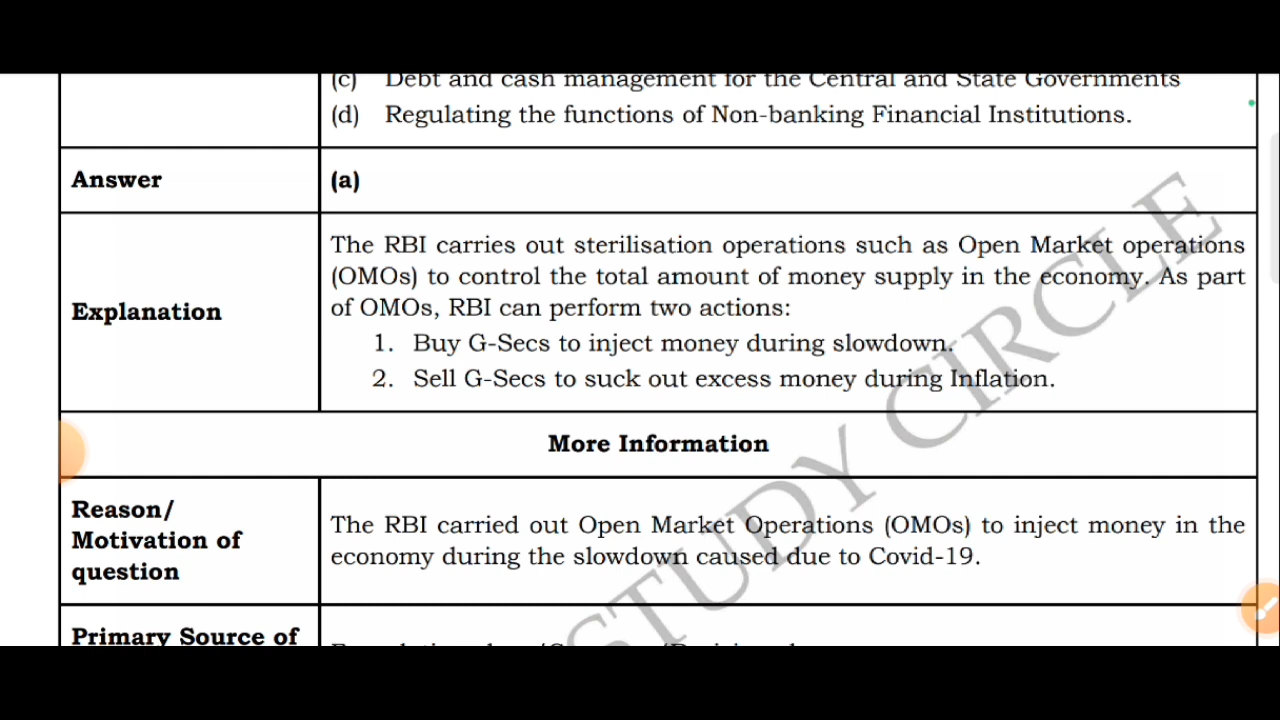 (c) Debt and cash management for the Central and State Governments
(d) Regulating the functions of Non-banking Financial Institutions.
Answer
(a)
Explanation
The RBI carries out sterilisation operations such as Open Market operations
(OMOs) to control the total amount of money supply in the economy. As part
of OMOs, RBI can perform two actions:
1. Buy G-Secs to inject money during slowdown.
2. Sell G-Secs to suck out excess money during Inflation.
More Information
Reason/
Motivation of
question
The RBI carried out Open Market Operations (OMOs) to inject money in the
economy during the slowdown caused due to Covid-19.
Primary Source of
STUDY CIRCLE